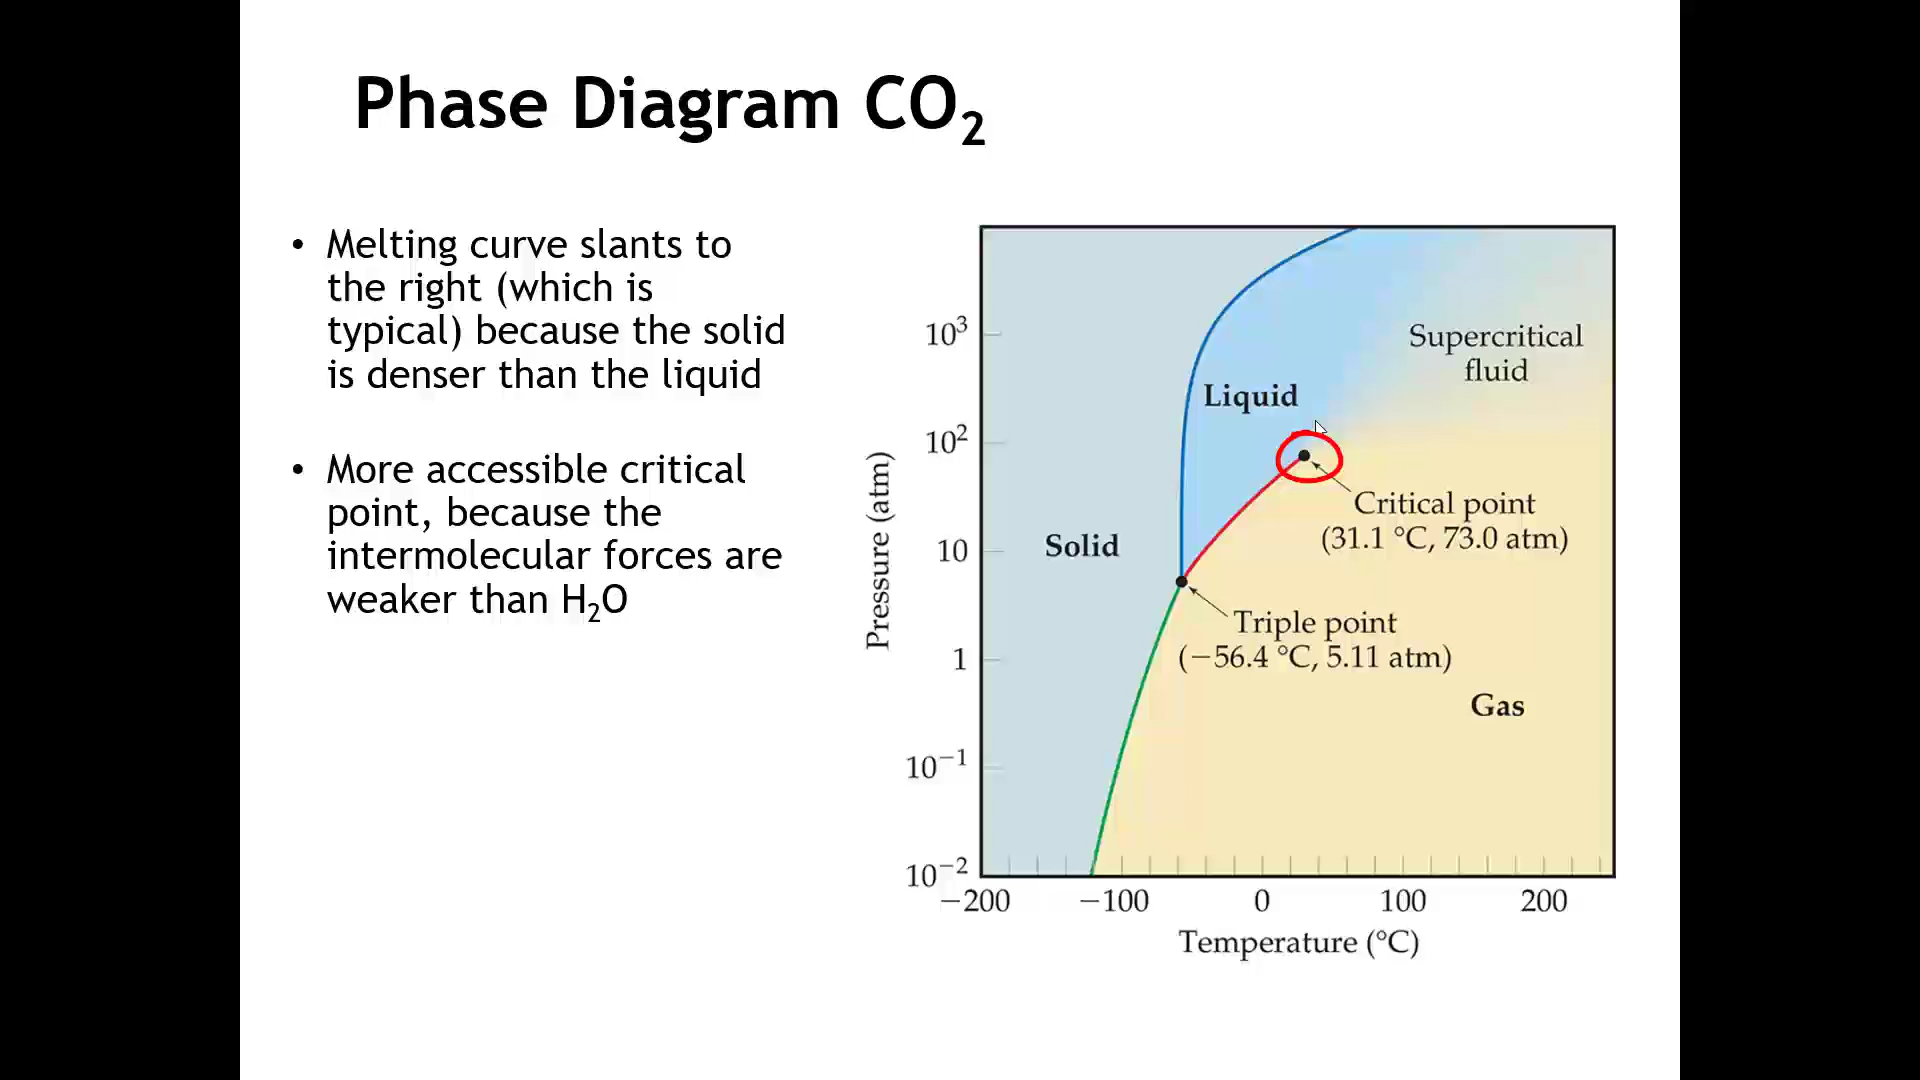 Phase Diagram CO₂
• Melting curve slants to
the right (which is
typical) because the solid
is denser than the liquid
• More accessible critical
point, because the
intermolecular forces are
weaker than H₂O
Pressure (atm)
10³
10²
10
1
10⁻¹
10⁻²
Supercritical
fluid
Liquid
Critical point
(31.1 °C, 73.0 atm)
Solid
Triple point
(−56.4 °C, 5.11 atm)
Gas
−200 −100 0 100 200
Temperature (°C)